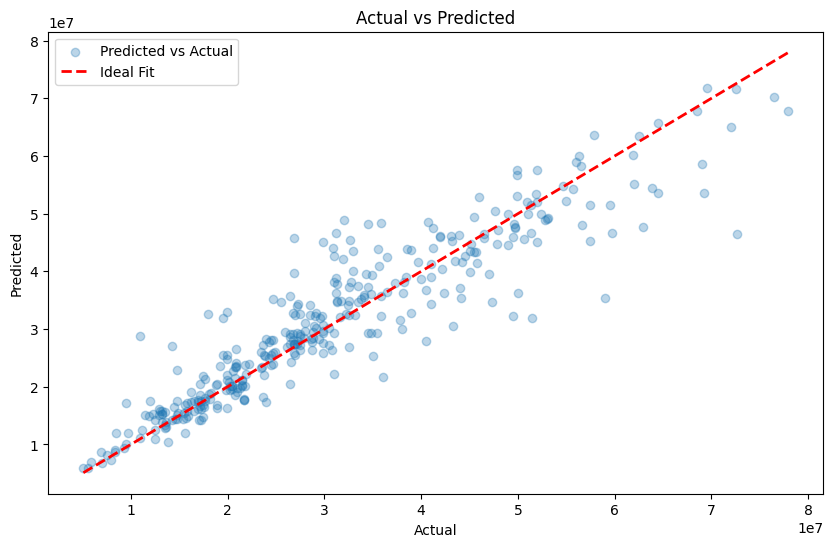 Actual vs Predicted
1e7
Predicted vs Actual
Ideal Fit
8
7
6
5
4
3
2
1
Predicted
1 2 3 4 5 6 7 8
1e7
Actual